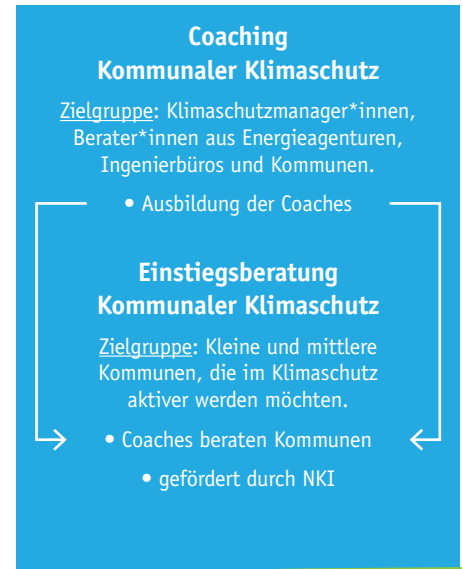 Coaching
Kommunaler Klimaschutz
Zielgruppe: Klimaschutzmanager*innen,
Berater*innen aus Energieagenturen,
Ingenierbüros und Kommunen.
• Ausbildung der Coaches
Einstiegsberatung
Kommunaler Klimaschutz
Zielgruppe: Kleine und mittlere
Kommunen, die im Klimaschutz
aktiver werden möchten.
• Coaches beraten Kommunen
• gefördert durch NKI